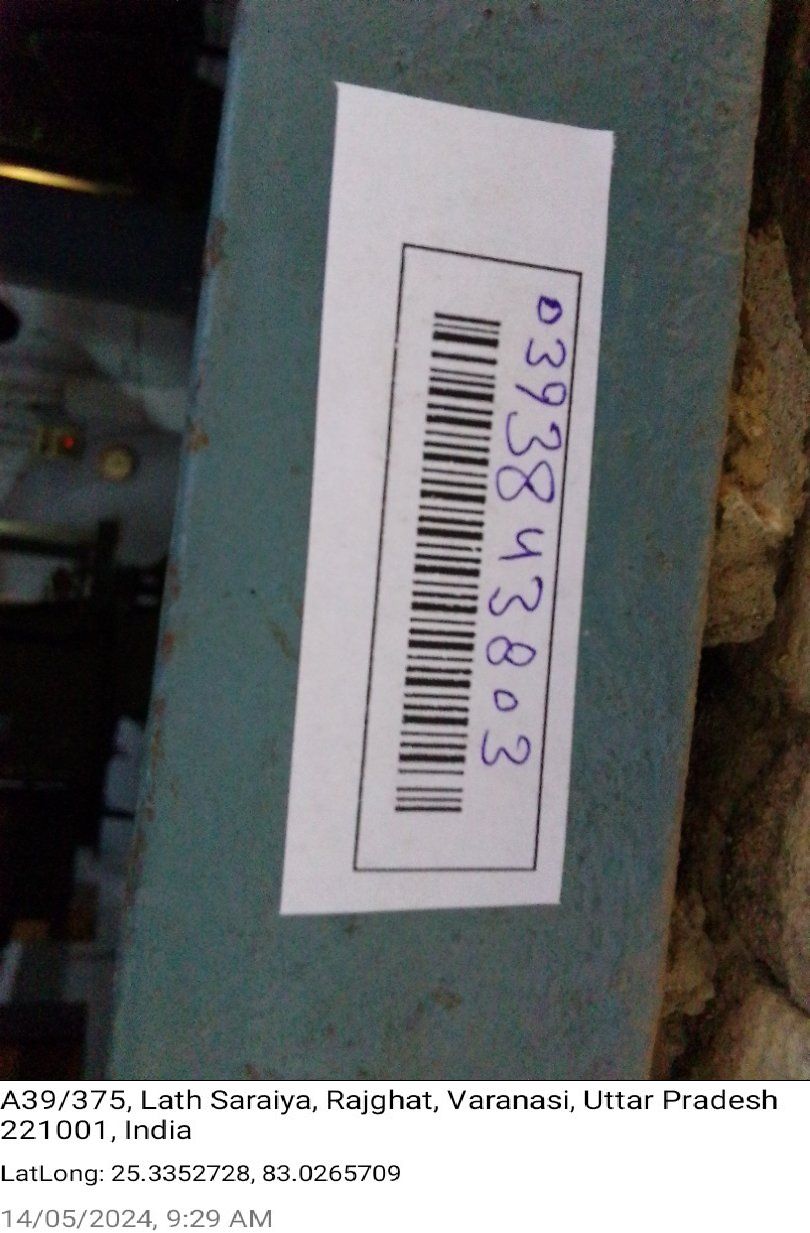 0393843803
A39/375, Lath Saraiya, Rajghat, Varanasi, Uttar Pradesh
221001, India
LatLong: 25.3352728, 83.0265709
14/05/2024, 9:29 AM